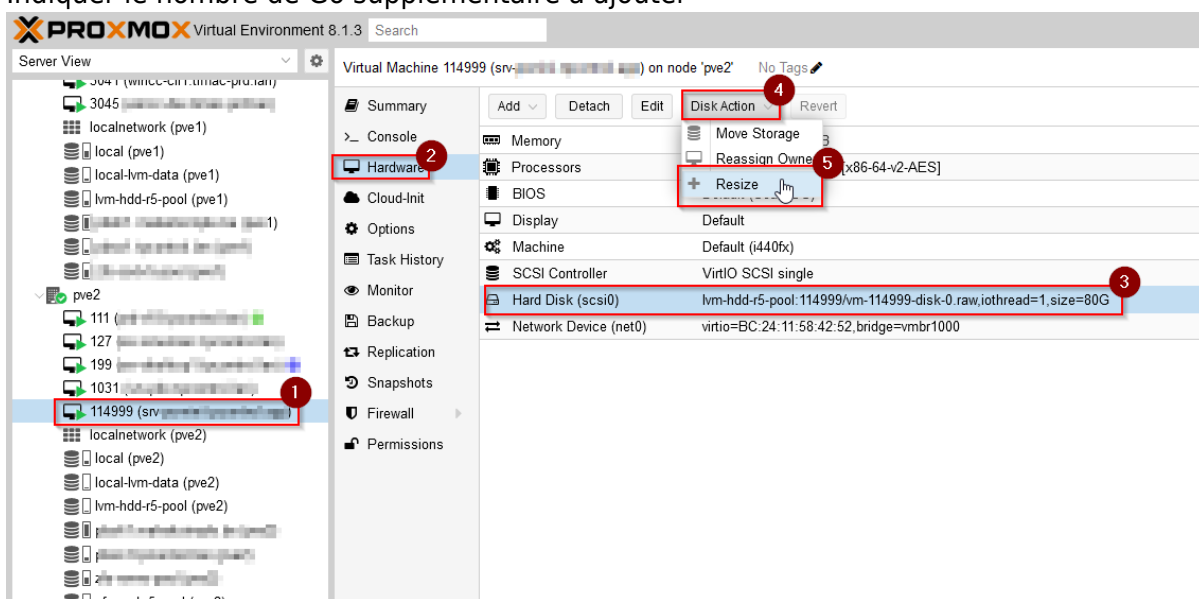 Indiquer le nombre de Go supplémentaire à ajouter
PROXMOX Virtual Environment 8.1.3 Search
Server View
Virtual Machine 114999 (srv- ) on node 'pve2' No Tags
3045
localnetwork (pve1)
local (pve1)
local-lvm-data (pve1)
lvm-hdd-r5-pool (pve1)
pve2
111 (
127
199
1031
1
114999 (srv
localnetwork (pve2)
local (pve2)
local-lvm-data (pve2)
lvm-hdd-r5-pool (pve2)
Summary
Console
2
Hardware
Cloud-Init
Options
Task History
Monitor
Backup
Replication
Snapshots
Firewall
Permissions
4
Add Detach Edit Disk Action Revert
Move Storage
Reassign Owner
5
Resize
Memory
Processors [x86-64-v2-AES]
BIOS
Display Default
Machine Default (i440fx)
SCSI Controller VirtIO SCSI single
3
Hard Disk (scsi0) lvm-hdd-r5-pool:114999/vm-114999-disk-0.raw,iothread=1,size=80G
Network Device (net0) virtio=BC:24:11:58:42:52,bridge=vmbr1000